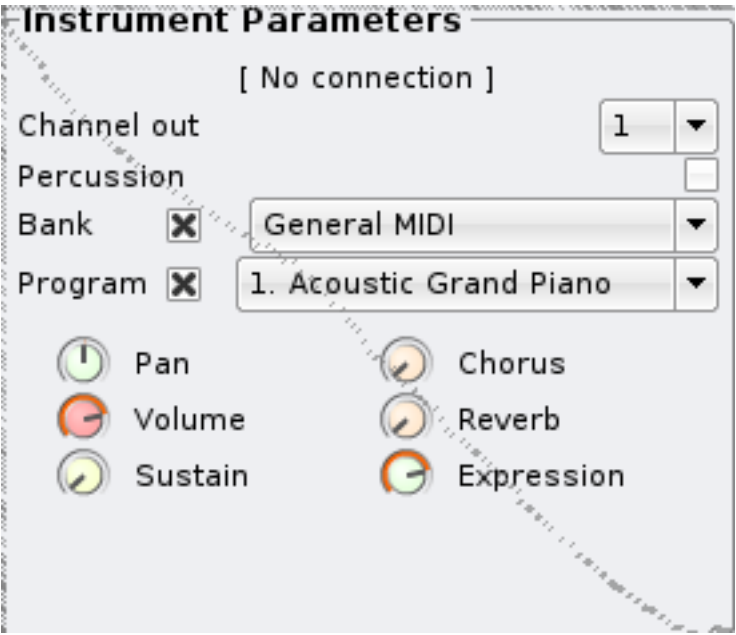 Instrument Parameters
[ No connection ]
Channel out 1
Percussion
Bank General MIDI
Program 1. Acoustic Grand Piano
Pan Chorus
Volume Reverb
Sustain Expression